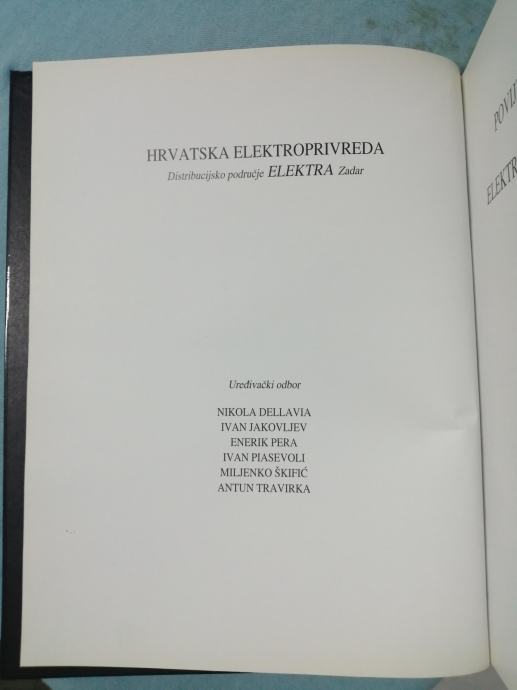 HRVATSKA ELEKTROPRIVREDA
Distribucijsko područje ELEKTRA Zadar
Uređivački odbor
NIKOLA DELLAVIA
IVAN JAKOVLJEV
ENERIK PERA
IVAN PIASEVOLI
MILJENKO ŠKIFIĆ
ANTUN TRAVIRKA